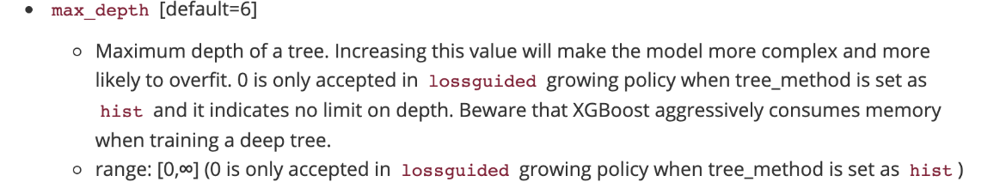 • max_depth [default=6]
○ Maximum depth of a tree. Increasing this value will make the model more complex and more
likely to overfit. 0 is only accepted in lossguided growing policy when tree_method is set as
hist and it indicates no limit on depth. Beware that XGBoost aggressively consumes memory
when training a deep tree.
○ range: [0,∞] (0 is only accepted in lossguided growing policy when tree_method is set as hist )